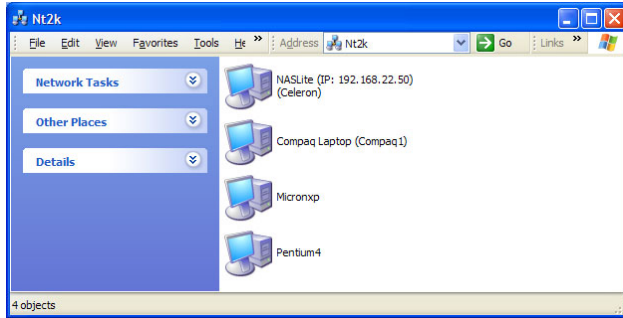 Nt2k
File Edit View Favorites Tools He » Address Nt2k Go Links »
Network Tasks
NASLite (IP: 192.168.22.50)
(Celeron)
Other Places
Compaq Laptop (Compaq1)
Details
Micronxp
Pentium4
4 objects